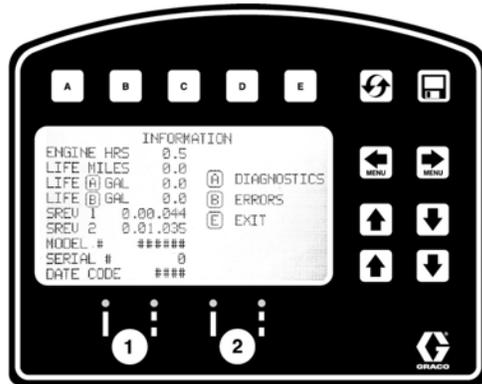 A B C D E
INFORMATION
ENGINE HRS 0.5
LIFE MILES 0.0
LIFE A GAL 0.0 A DIAGNOSTICS
LIFE B GAL 0.0 B ERRORS
SREV 1 0.00.044 E EXIT
SREV 2 0.01.035
MODEL # ######
SERIAL # 0
DATE CODE ####
MENU MENU
1 2
G
GRACO